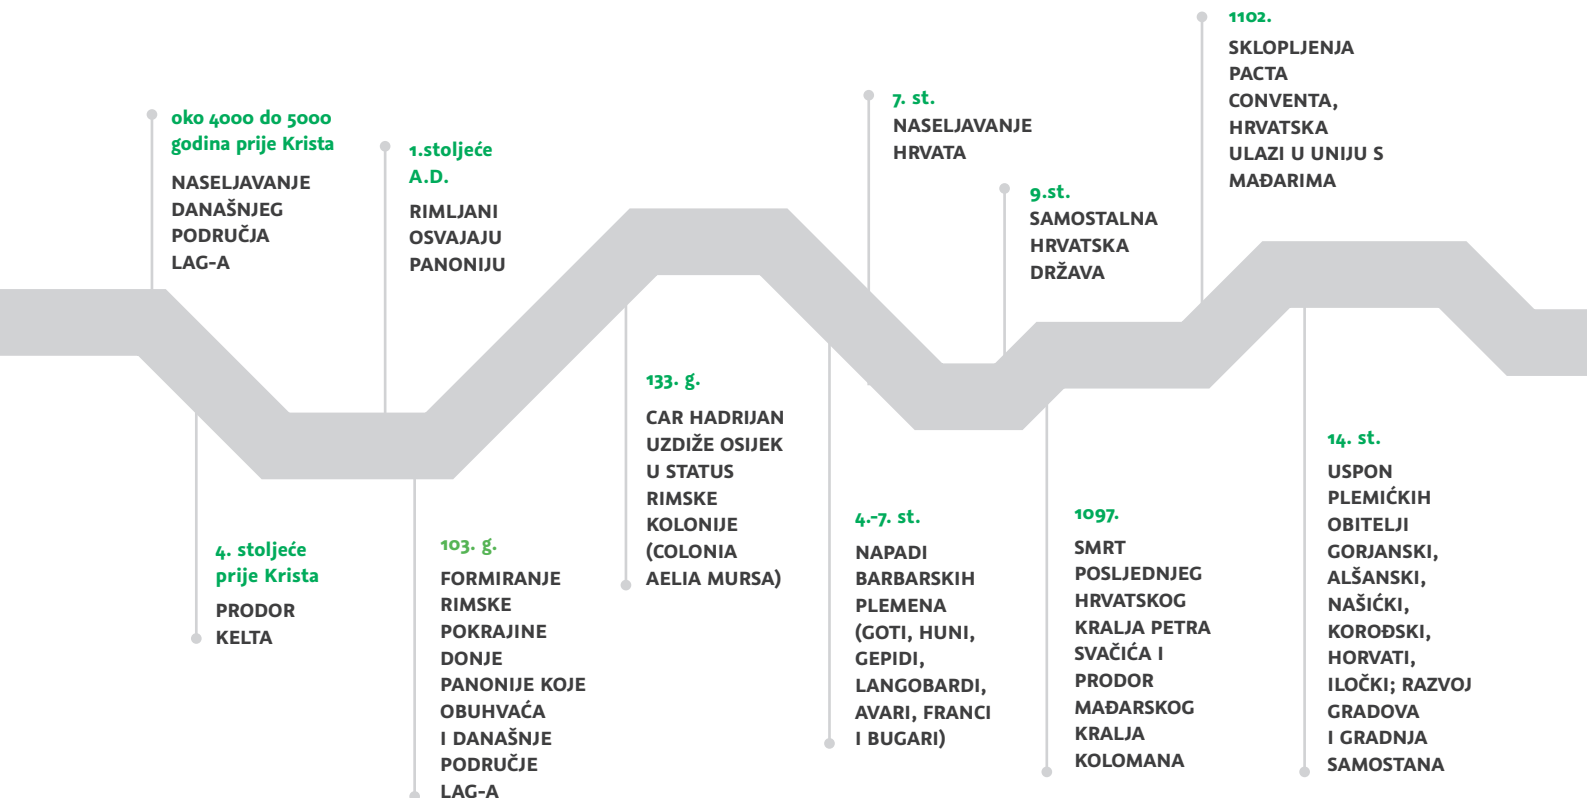 oko 4000 do 5000
godina prije Krista
NASELJAVANJE
DANAŠNJEG
PODRUČJA
LAG-A
4. stoljeće
prije Krista
PRODOR
KELTA
1.stoljeće
A.D.
RIMLJANI
OSVAJAJU
PANONIJU
103. g.
FORMIRANJE
RIMSKE
POKRAJINE
DONJE
PANONIJE KOJE
OBUHVAĆA
I DANAŠNJE
PODRUČJE
LAG-A
133. g.
CAR HADRIJAN
UZDIŽE OSIJEK
U STATUS
RIMSKE
KOLONIJE
(COLONIA
AELIA MURSA)
4.-7. st.
NAPADI
BARBARSKIH
PLEMENA
(GOTI, HUNI,
GEPIDI,
LANGOBARDI,
AVARI, FRANCI
I BUGARI)
7. st.
NASELJAVANJE
HRVATA
9.st.
SAMOSTALNA
HRVATSKA
DRŽAVA
1097.
SMRT
POSLJEDNJEG
HRVATSKOG
KRALJA PETRA
SVAČIĆA I
PRODOR
MAĐARSKOG
KRALJA
KOLOMANA
1102.
SKLOPLJENJA
PACTA
CONVENTA,
HRVATSKA
ULAZI U UNIJU S
MAĐARIMA
14. st.
USPON
PLEMIĆKIH
OBITELJI
GORJANSKI,
ALŠANSKI,
NAŠIĆKI,
KOROĐSKI,
HORVATI,
ILOČKI; RAZVOJ
GRADOVA
I GRADNJA
SAMOSTANA